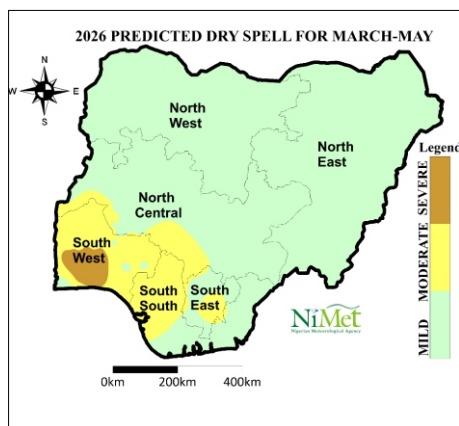 2026 PREDICTED DRY SPELL FOR MARCH-MAY
N
W E
S
North
West
North
East
Legend
SEVERE
MODERATE
MILD
North
Central
South
West
South
South
South
East
NiMet
Nigerian Meteorological Agency
0km 200km 400km